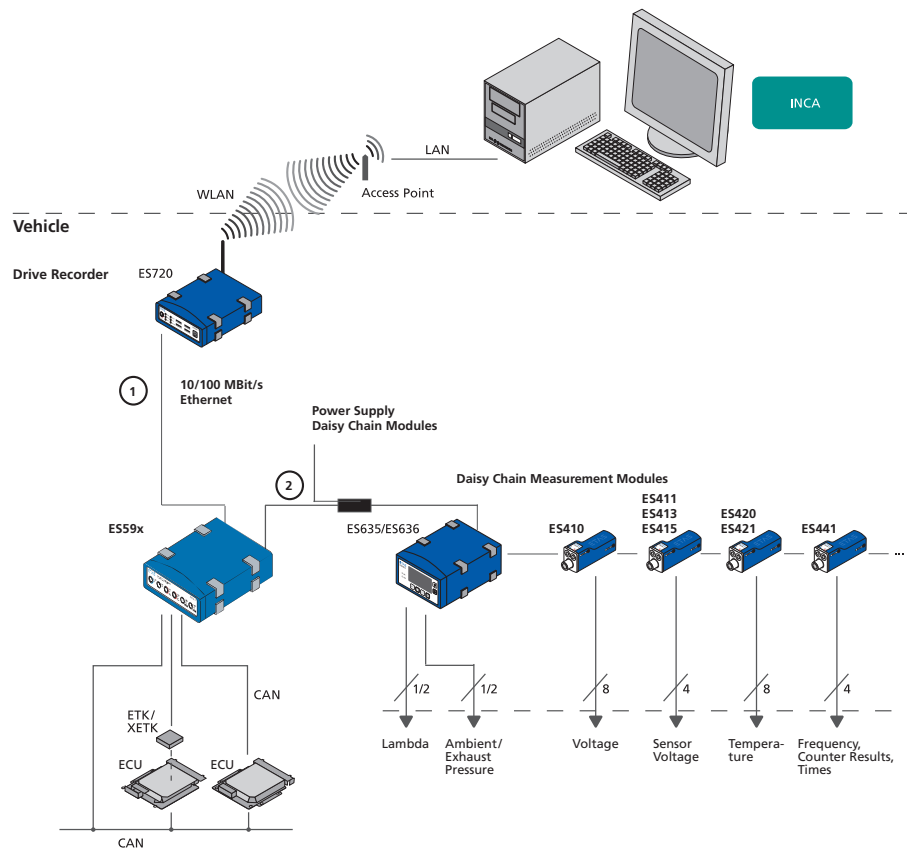 INCA
LAN
WLAN
Access Point
Vehicle
Drive Recorder
ES720
1
10/100 MBit/s
Ethernet
Power Supply
Daisy Chain Modules
2
Daisy Chain Measurement Modules
ES59x
ES635/ES636
ES410
ES411
ES413
ES415
ES420
ES421
ES441
...
CAN
ETK/
XETK
ECU
ECU
CAN
1/2
1/2
8
4
8
4
Lambda
Ambient/
Exhaust
Pressure
Voltage
Sensor
Voltage
Tempera-
ture
Frequency,
Counter Results,
Times